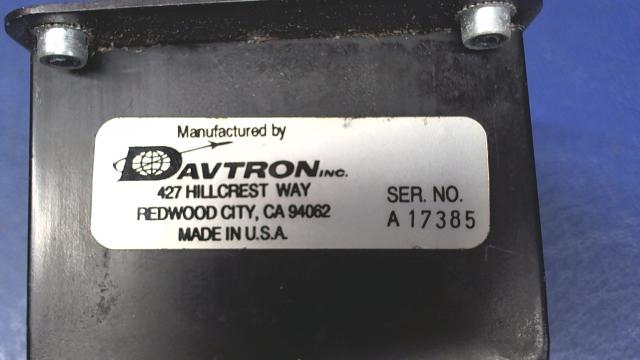 Manufactured by
DAVTRON INC.
427 HILLCREST WAY
REDWOOD CITY, CA 94062
MADE IN U.S.A.
SER. NO.
A 17385